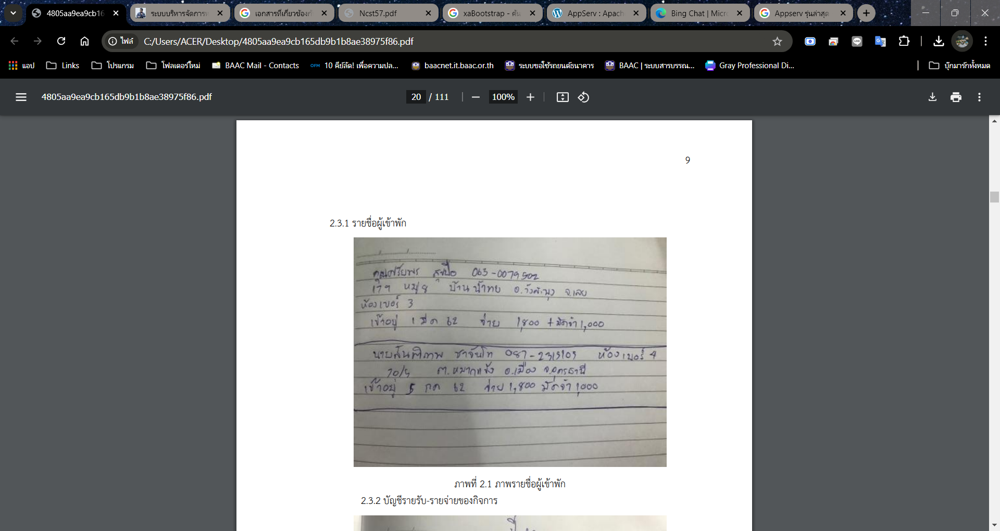 4805aa9ea9cb16
ระบบบริหารจัดการห
เอกสารที่เกี่ยวข้องกั
Ncst57.pdf
xaBootstrap - ค้น
AppServ : Apach
Bing Chat | Micr
Appserv รุ่นล่าสุด
ไฟล์ C:/Users/ACER/Desktop/4805aa9ea9cb165db9b1b8ae38975f86.pdf
แอป Links โปรแกรม โฟลเดอร์ใหม่ BAAC Mail - Contacts OFM 10 คีย์ลัด! เพื่อความปล... baacnet.it.baac.or.th ระบบขอใช้รถยนต์ธนาคาร BAAC | ระบบสารบรรณ... Gray Professional Di... บุ๊กมาร์กทั้งหมด
4805aa9ea9cb165db9b1b8ae38975f86.pdf 20 / 111 100%
9
2.3.1 รายชื่อผู้เข้าพัก
063-0079502
179 หมู่ 8 บ้านน้ำทบ อ.วังสะพุง จ.เลย
ห้องเบอร์ 3
เข้าอยู่ 1 มีค 62 จ่าย 1,800 + มัดจำ 1,000
นายสันติภาพ ชาจันโท ห้องเบอร์ 4
ต.หมากแข้ง อ.เมือง จ.อุดรธานี
เข้าอยู่ 5 กค 62 จ่าย 1,800 มัดจำ 1,000
ภาพที่ 2.1 ภาพรายชื่อผู้เข้าพัก
2.3.2 บัญชีรายรับ-รายจ่ายของกิจการ